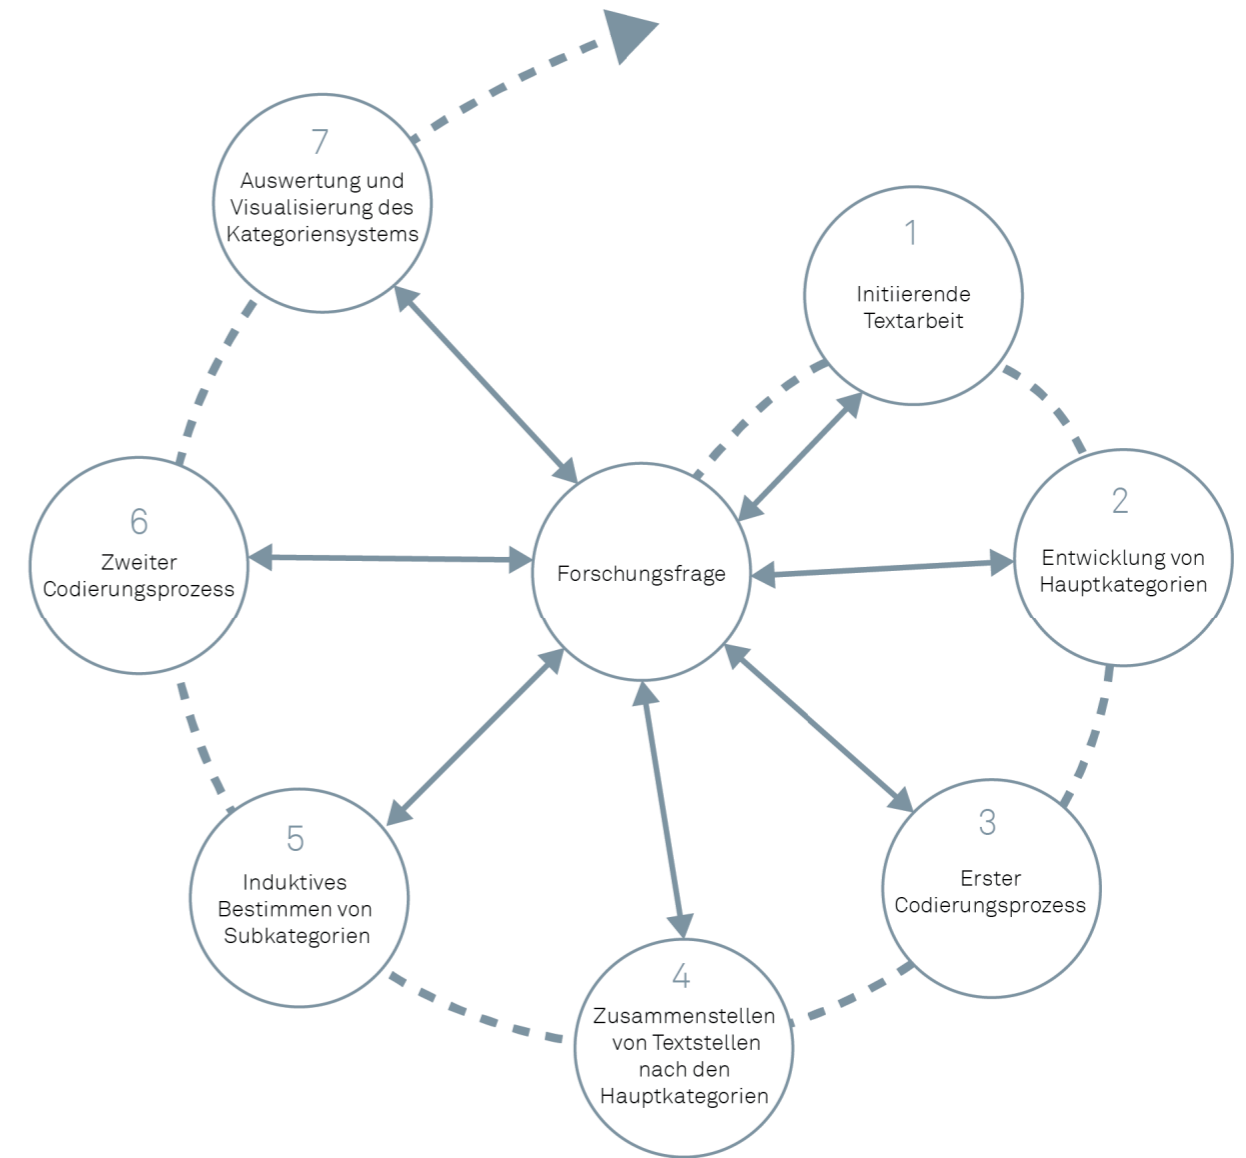 1
Initiierende
Textarbeit
2
Entwicklung von
Hauptkategorien
3
Erster
Codierungsprozess
4
Zusammenstellen
von Textstellen
nach den
Hauptkategorien
5
Induktives
Bestimmen von
Subkategorien
6
Zweiter
Codierungsprozess
7
Auswertung und
Visualisierung des
Kategoriensystems
Forschungsfrage